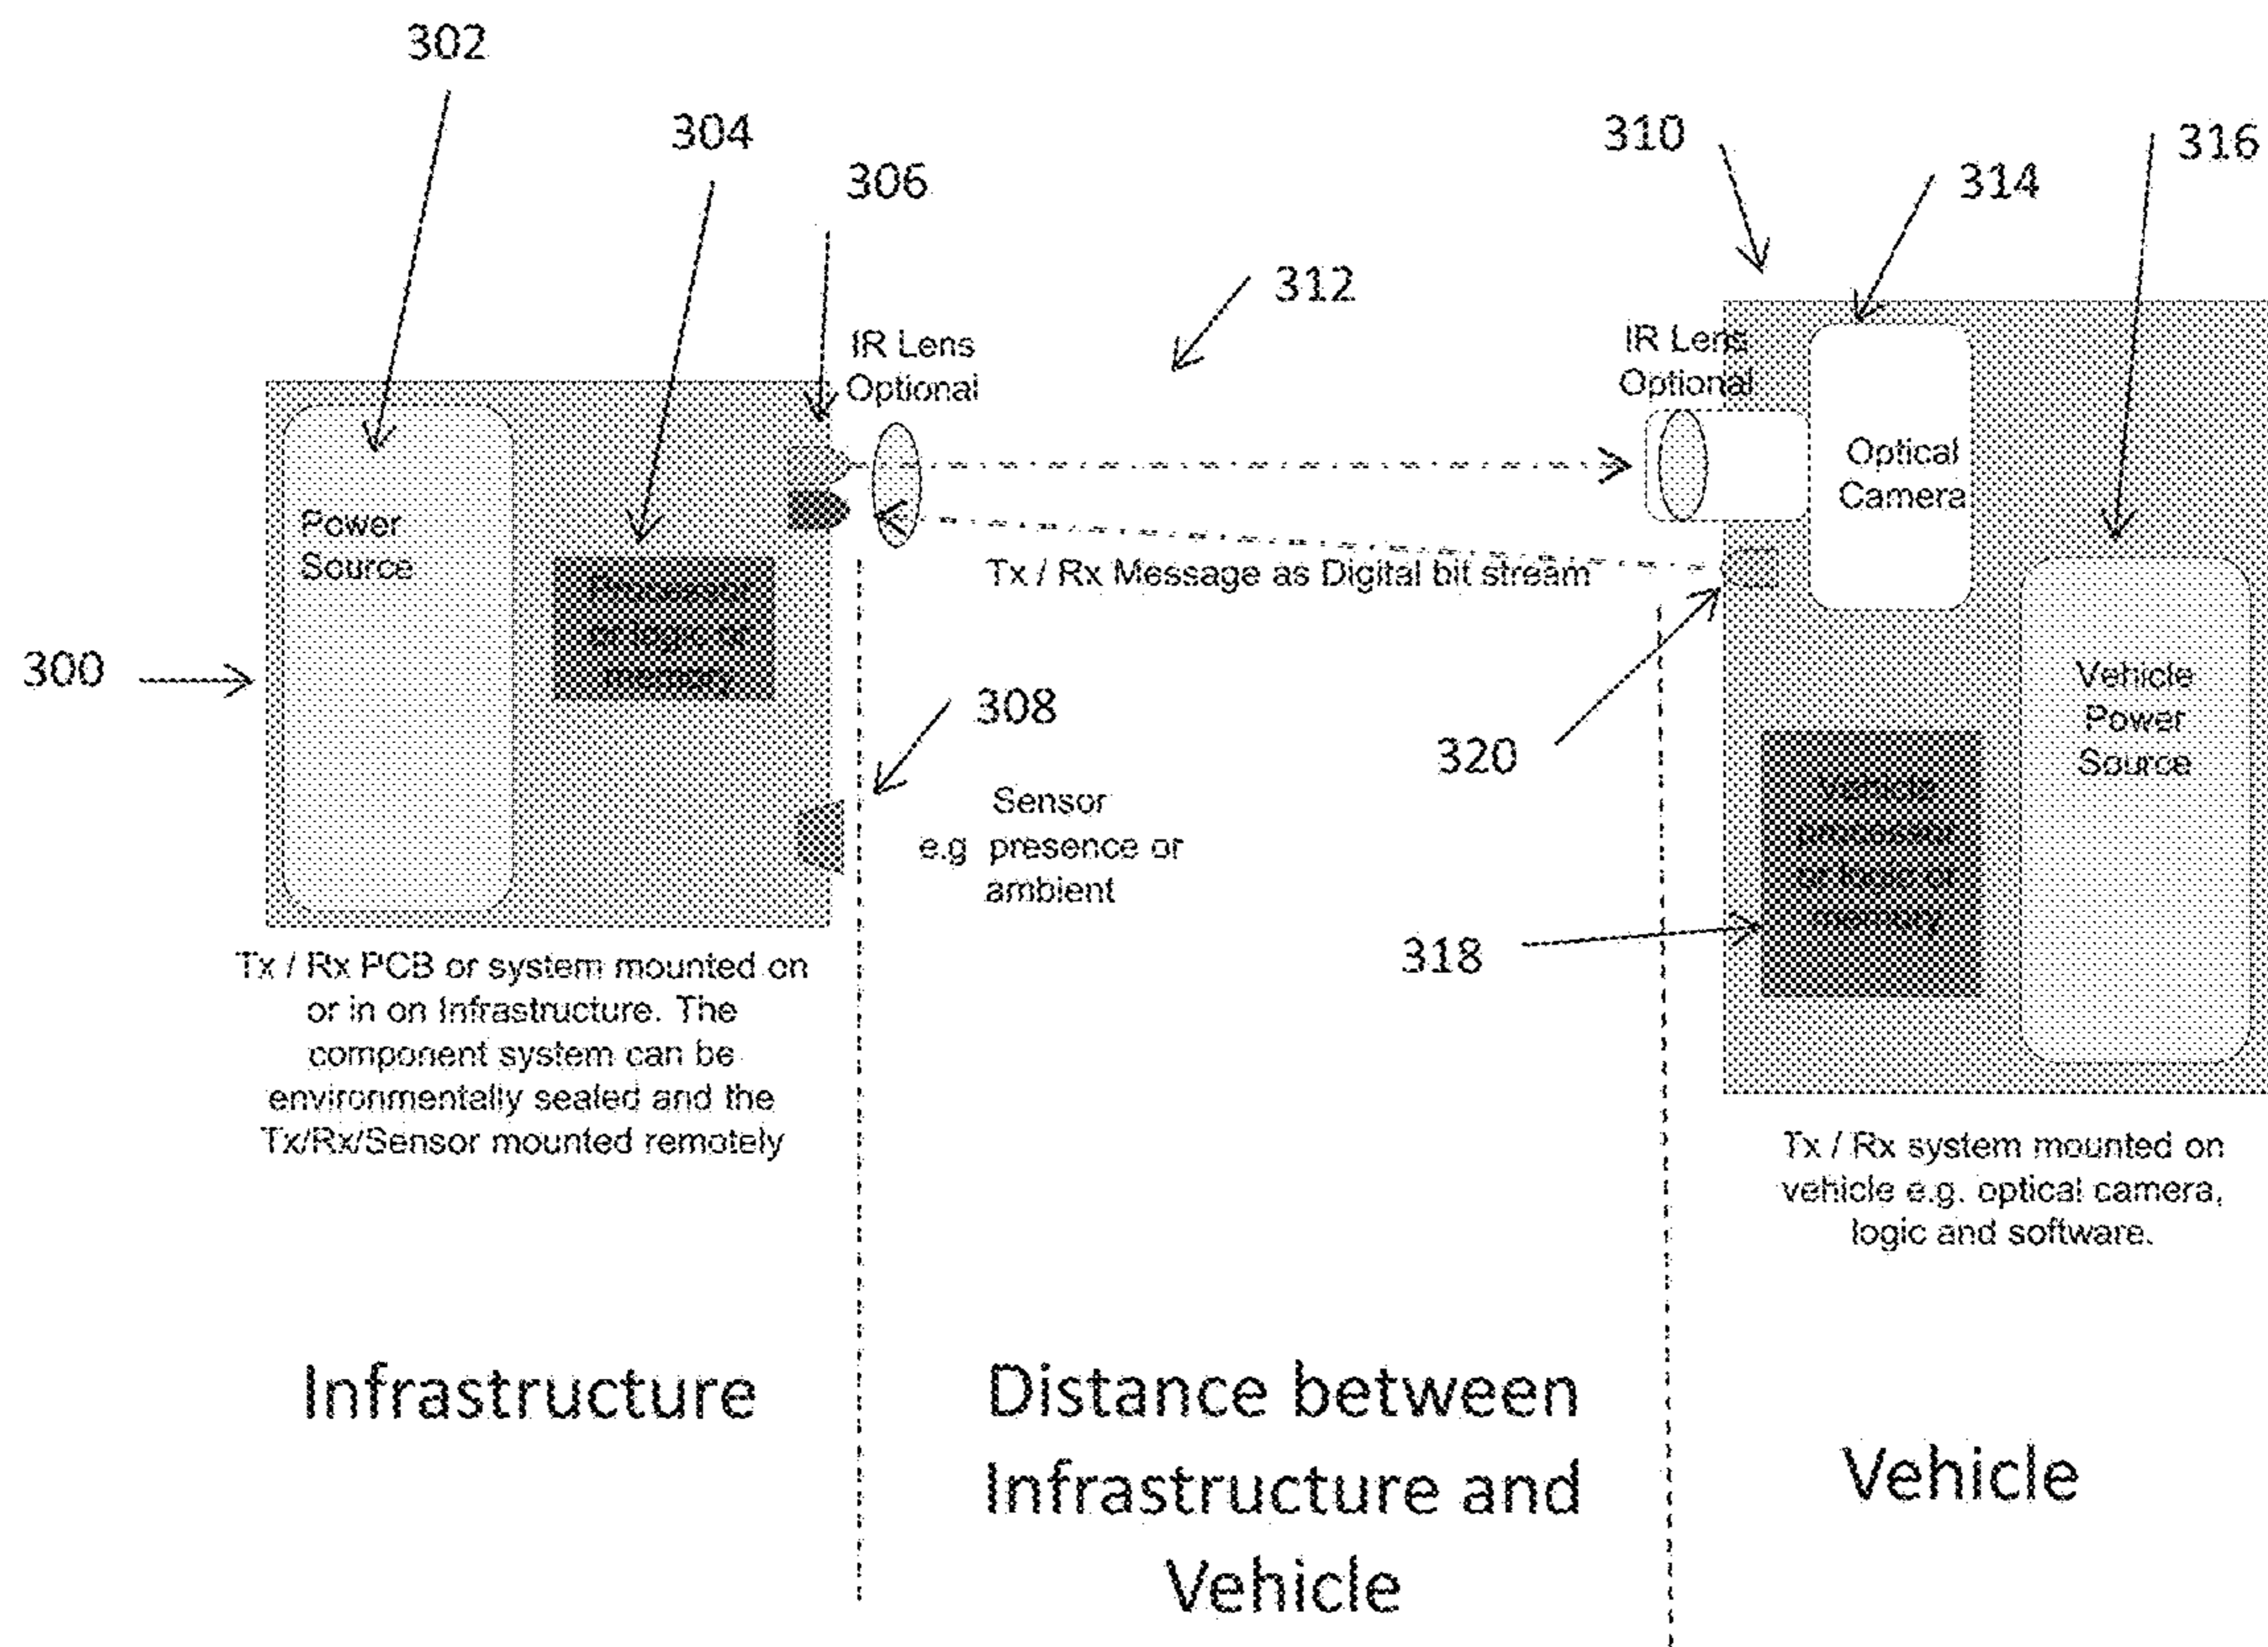 302
304
306
310
316
314
312
IR Lens
Optional
IR Lens
Optional
Optical
Camera
Power
Source
Tx / Rx Message as Digital bit stream
300
308
Sensor
e.g presence or
ambient
320
Vehicle
Power
Source
Vehicle
memory
318
Tx / Rx PCB or system mounted on
or in on Infrastructure. The
component system can be
environmentally sealed and the
Tx/Rx/Sensor mounted remotely
Tx / Rx system mounted on
vehicle e.g. optical camera,
logic and software.
Infrastructure
Distance between
Infrastructure and
Vehicle
Vehicle